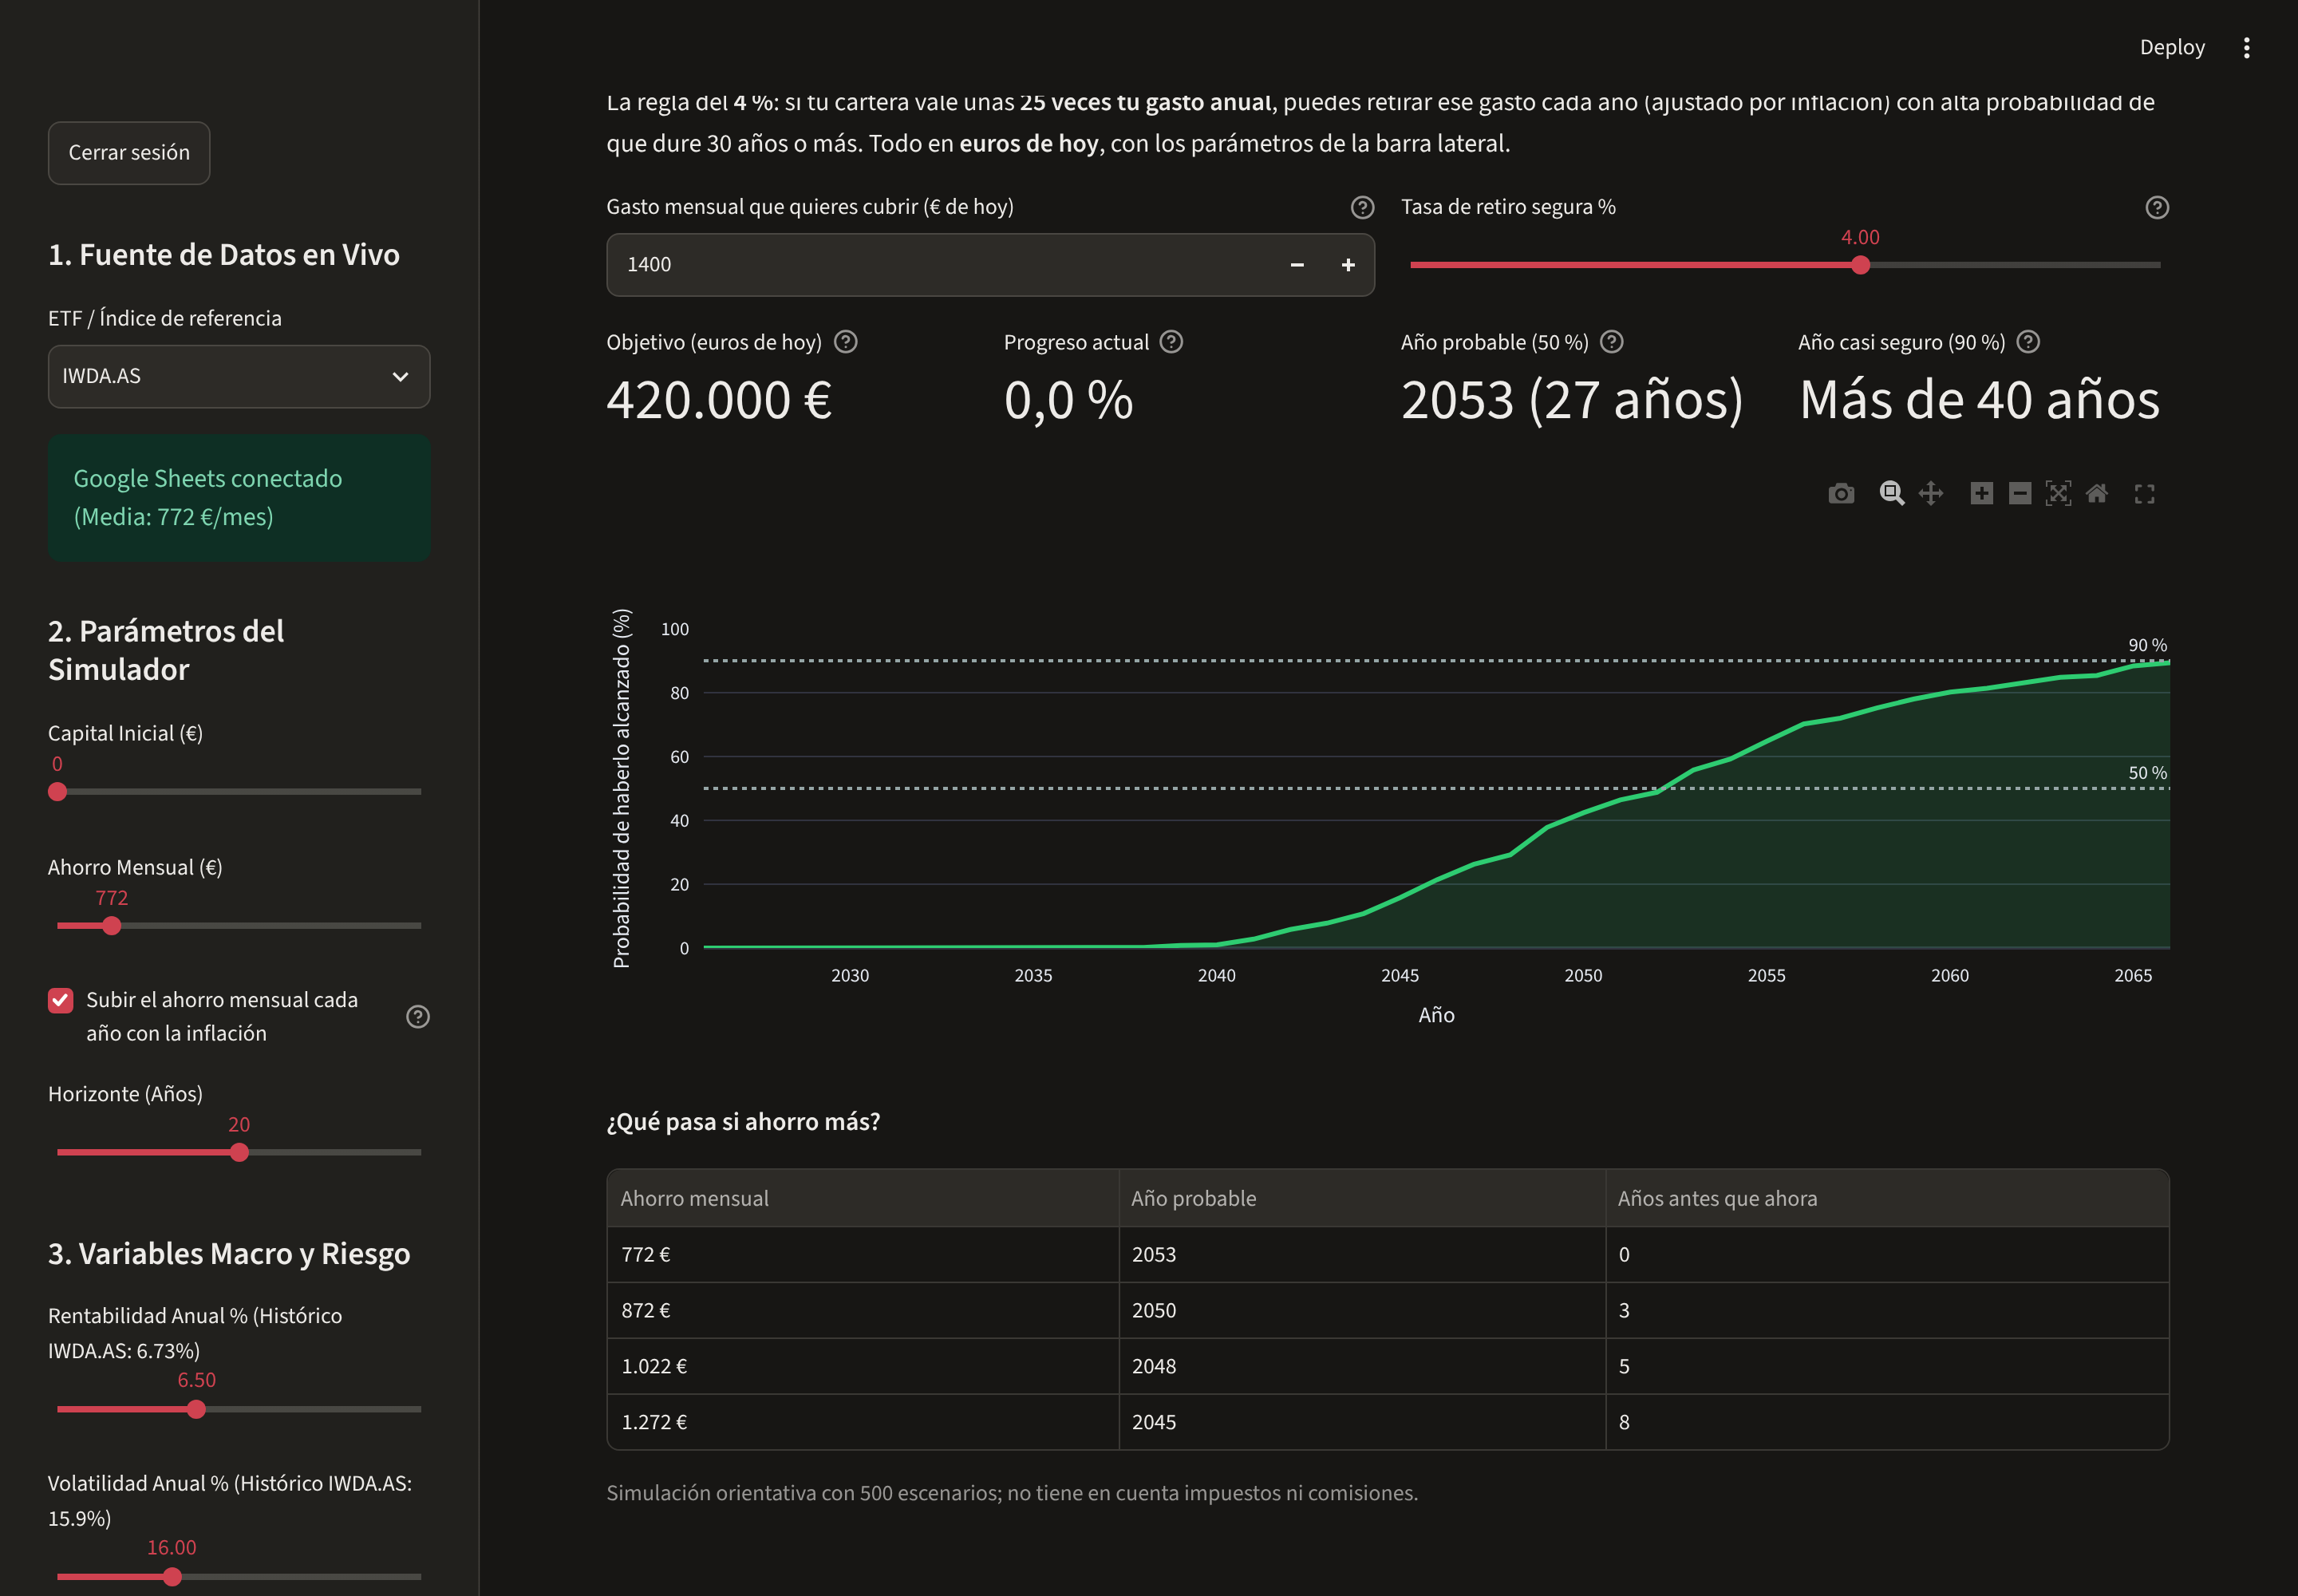 Deploy
Cerrar sesión
1. Fuente de Datos en Vivo
ETF / Índice de referencia
IWDA.AS
Google Sheets conectado
(Media: 772 €/mes)
2. Parámetros del
Simulador
Capital Inicial (€)
0
Ahorro Mensual (€)
772
Subir el ahorro mensual cada
año con la inflación
Horizonte (Años)
20
3. Variables Macro y Riesgo
Rentabilidad Anual % (Histórico
IWDA.AS: 6.73%)
6.50
Volatilidad Anual % (Histórico IWDA.AS:
15.9%)
16.00
La regla del 4 %: si tu cartera vale unas 25 veces tu gasto anual, puedes retirar ese gasto cada año (ajustado por inflación) con alta probabilidad de
que dure 30 años o más. Todo en euros de hoy, con los parámetros de la barra lateral.
Gasto mensual que quieres cubrir (€ de hoy)
1400
Tasa de retiro segura %
4.00
Objetivo (euros de hoy)
420.000 €
Progreso actual
0,0 %
Año probable (50 %)
2053 (27 años)
Año casi seguro (90 %)
Más de 40 años
Probabilidad de haberlo alcanzado (%)
100
80
60
40
20
0
90 %
50 %
2030 2035 2040 2045 2050 2055 2060 2065
Año
¿Qué pasa si ahorro más?
Ahorro mensual Año probable Años antes que ahora
772 € 2053 0
872 € 2050 3
1.022 € 2048 5
1.272 € 2045 8
Simulación orientativa con 500 escenarios; no tiene en cuenta impuestos ni comisiones.